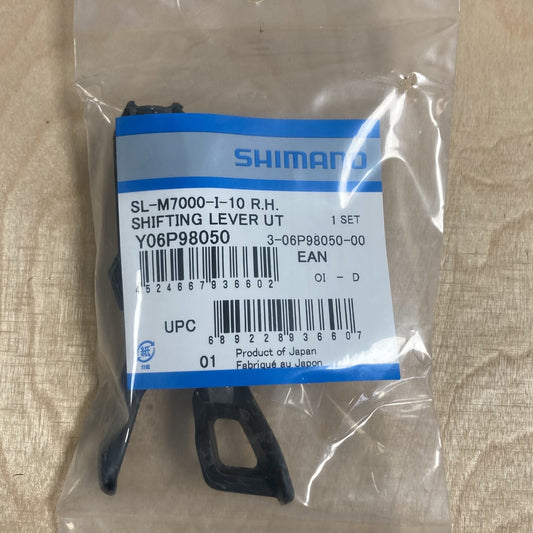 SHIMANO
SL-M7000-I-10 R.H.
SHIFTING LEVER UT 1 SET
Y06P98050 3-06P98050-00
EAN
4524667936602
OI - D
UPC
689228936607
紙
01 Product of Japan
Fabriqué au Japon